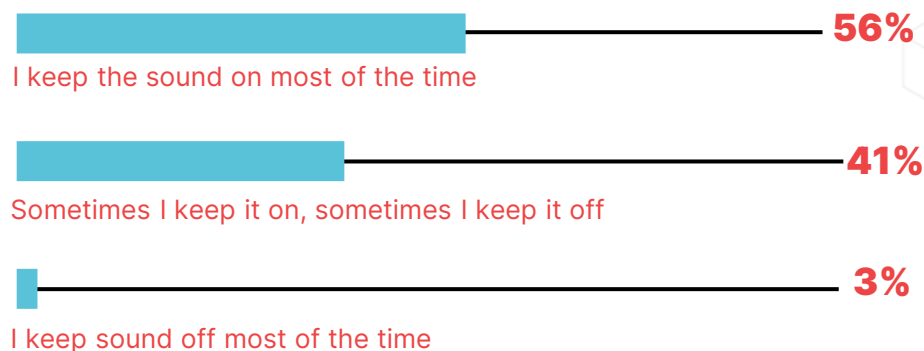 56%
I keep the sound on most of the time
41%
Sometimes I keep it on, sometimes I keep it off
3%
I keep sound off most of the time